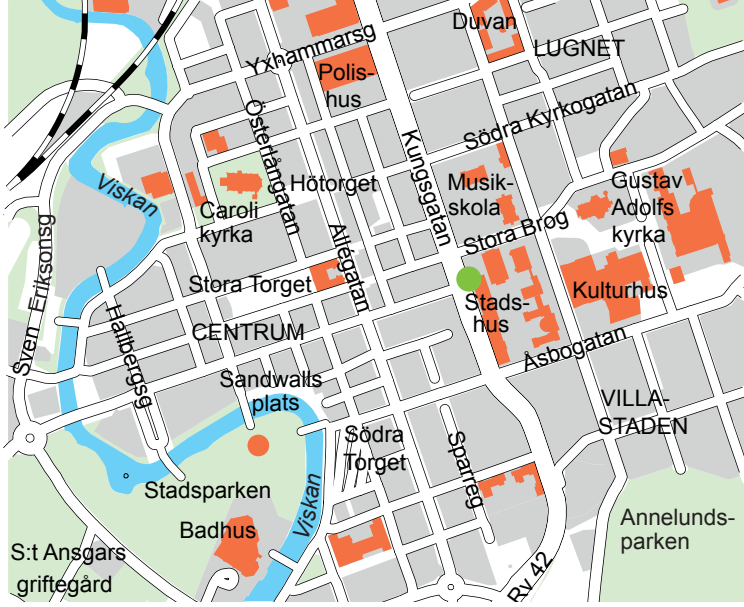 Duvan
LUGNET
Yxhammarsg
Polis-
hus
Österlånggatan
Södra Kyrkogatan
Kungsgatan
Viskan
Hötorget
Musik-
skola
Gustav
Adolfs
kyrka
Caroli
kyrka
Allégatan
Stora Brog
Sven Eriksonsg
Stora Torget
Stads-
hus
Kulturhus
Hallbergsg
CENTRUM
Åsbogatan
Sandwalls
plats
VILLA-
STADEN
Södra
Torget
Sparreg
Stadsparken
Viskan
Badhus
Annelunds-
parken
S:t Ansgars
griftegård
Rv 42